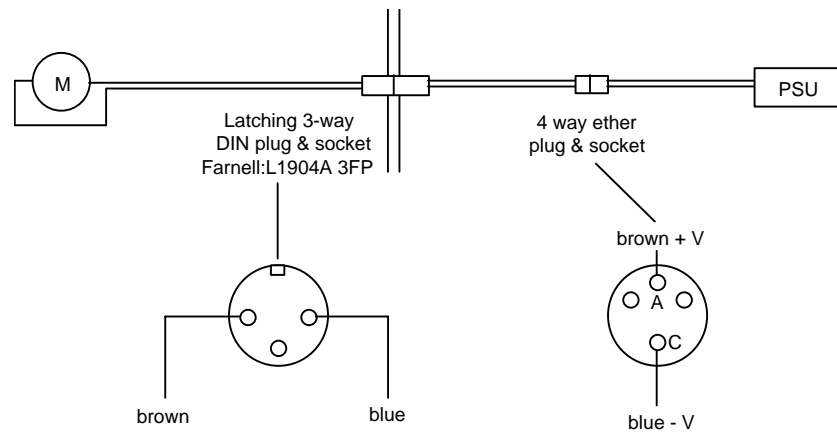 M
PSU
Latching 3-way
DIN plug & socket
Farnell:L1904A 3FP
4 way ether
plug & socket
brown + V
A
C
brown
blue
blue - V